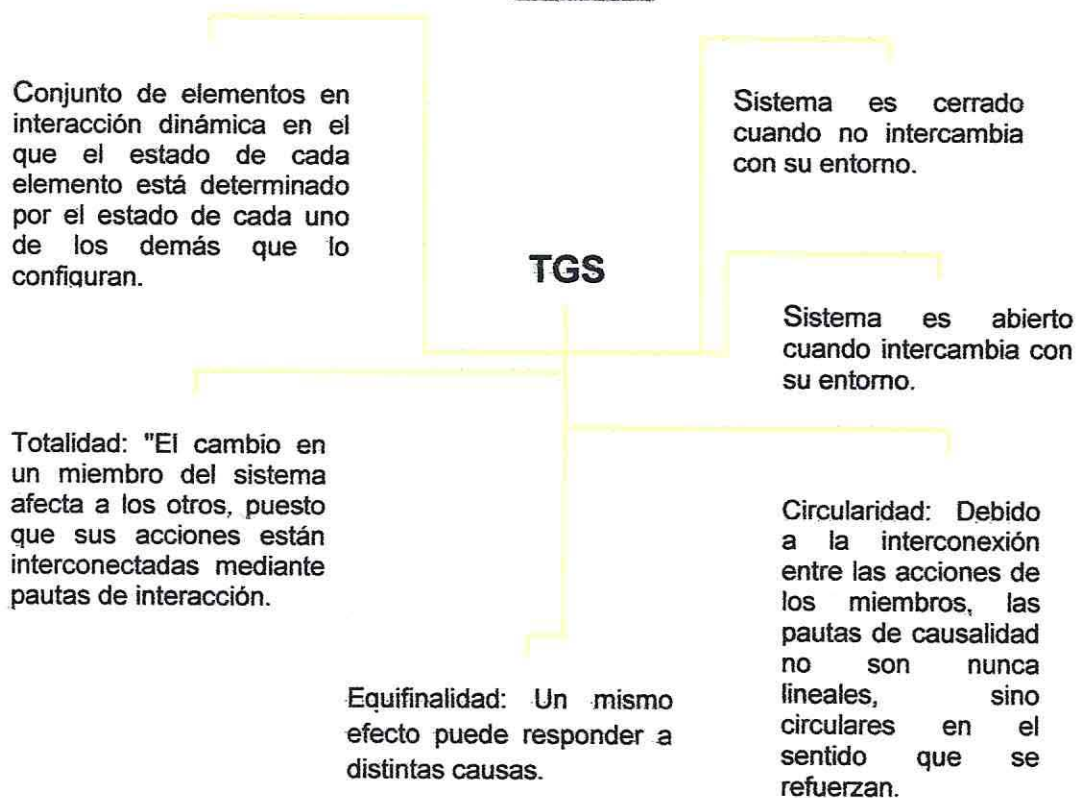 Conjunto de elementos en
interacción dinámica en el
que el estado de cada
elemento está determinado
por el estado de cada uno
de los demás que lo
configuran.
Sistema es cerrado
cuando no intercambia
con su entorno.
TGS
Sistema es abierto
cuando intercambia con
su entorno.
Totalidad: "El cambio en
un miembro del sistema
afecta a los otros, puesto
que sus acciones están
interconectadas mediante
pautas de interacción.
Circularidad: Debido
a la interconexión
entre las acciones de
los miembros, las
pautas de causalidad
no son nunca
lineales, sino
circulares en el
sentido que se
refuerzan.
Equifinalidad: Un mismo
efecto puede responder a
distintas causas.